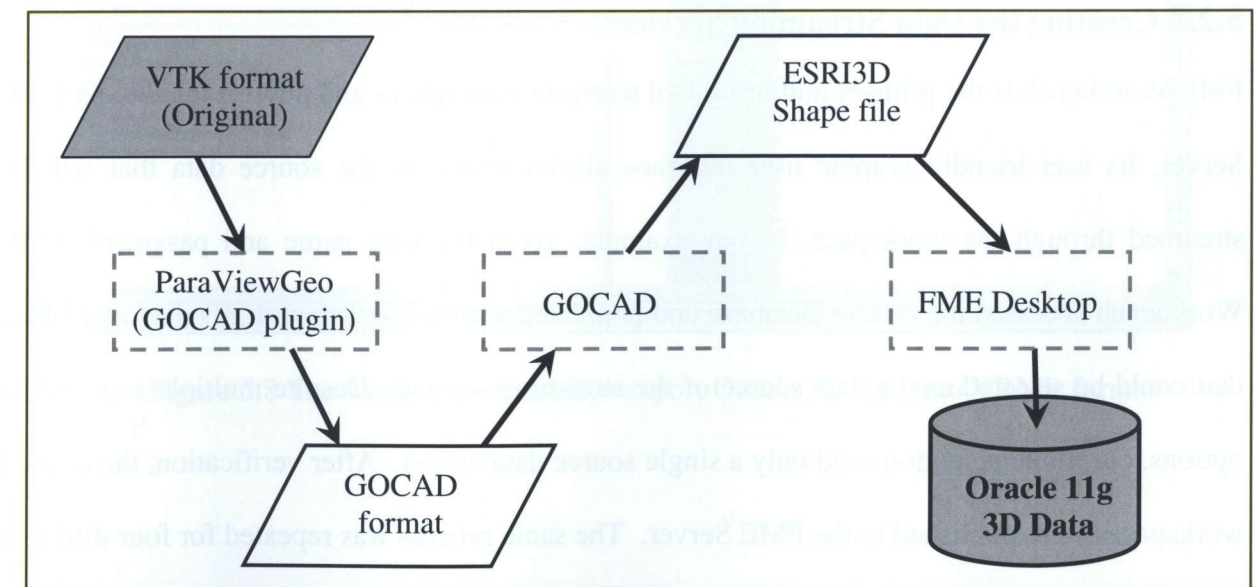 VTK format
(Original)
ParaViewGeo
(GOCAD plugin)
GOCAD
format
GOCAD
ESRI3D
Shape file
FME Desktop
Oracle 11g
3D Data